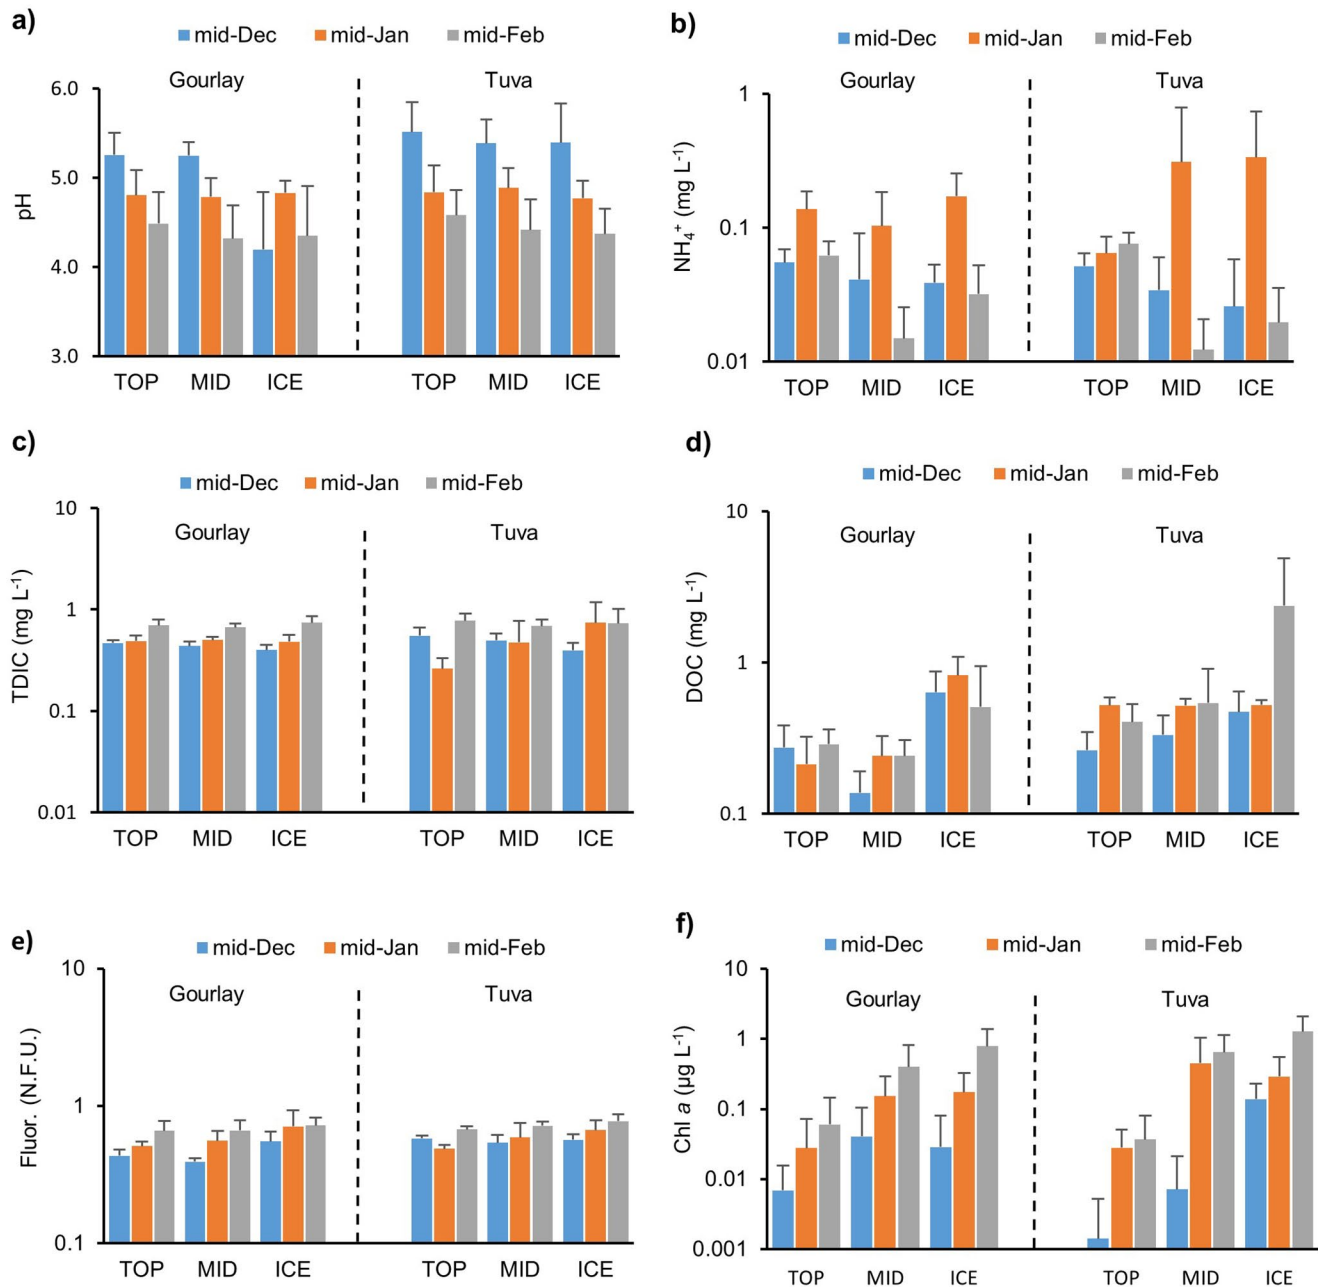 a)
mid-Dec mid-Jan mid-Feb
Gourlay Tuva
6.0
5.0
4.0
3.0
pH
TOP MID ICE TOP MID ICE
b)
mid-Dec mid-Jan mid-Feb
Gourlay Tuva
1
0.1
0.01
NH₄⁺ (mg L⁻¹)
TOP MID ICE TOP MID ICE
c)
mid-Dec mid-Jan mid-Feb
Gourlay Tuva
10
1
0.1
0.01
TDIC (mg L⁻¹)
TOP MID ICE TOP MID ICE
d)
mid-Dec mid-Jan mid-Feb
Gourlay Tuva
10
1
0.1
DOC (mg L⁻¹)
TOP MID ICE TOP MID ICE
e)
mid-Dec mid-Jan mid-Feb
Gourlay Tuva
10
1
0.1
Fluor. (N.F.U.)
TOP MID ICE TOP MID ICE
f)
mid-Dec mid-Jan mid-Feb
Gourlay Tuva
10
1
0.1
0.01
0.001
Chl a (µg L⁻¹)
TOP MID ICE TOP MID ICE